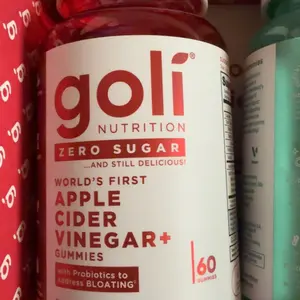 goli®
NUTRITION
ZERO SUGAR
...AND STILL DELICIOUS!
WORLD'S FIRST
APPLE
CIDER
VINEGAR+
GUMMIES
With Probiotics to
Address BLOATING
60
GUMMIES